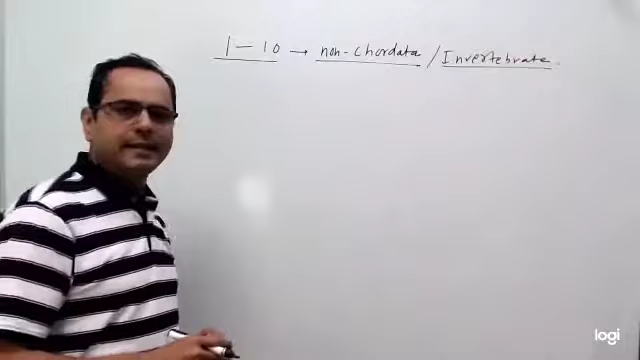 1 - 10 → non-Chordata / Invertebrate.
logi